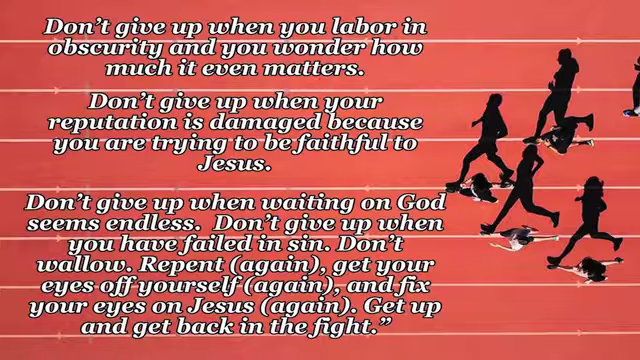 Don’t give up when you labor in
obscurity and you wonder how
much it even matters.
Don’t give up when your
reputation is damaged because
you are trying to be faithful to
Jesus.
Don’t give up when waiting on God
seems endless.  Don’t give up when
you have failed in sin. Don’t
wallow. Repent (again), get your
eyes off yourself (again), and fix
your eyes on Jesus (again). Get up
and get back in the fight.”